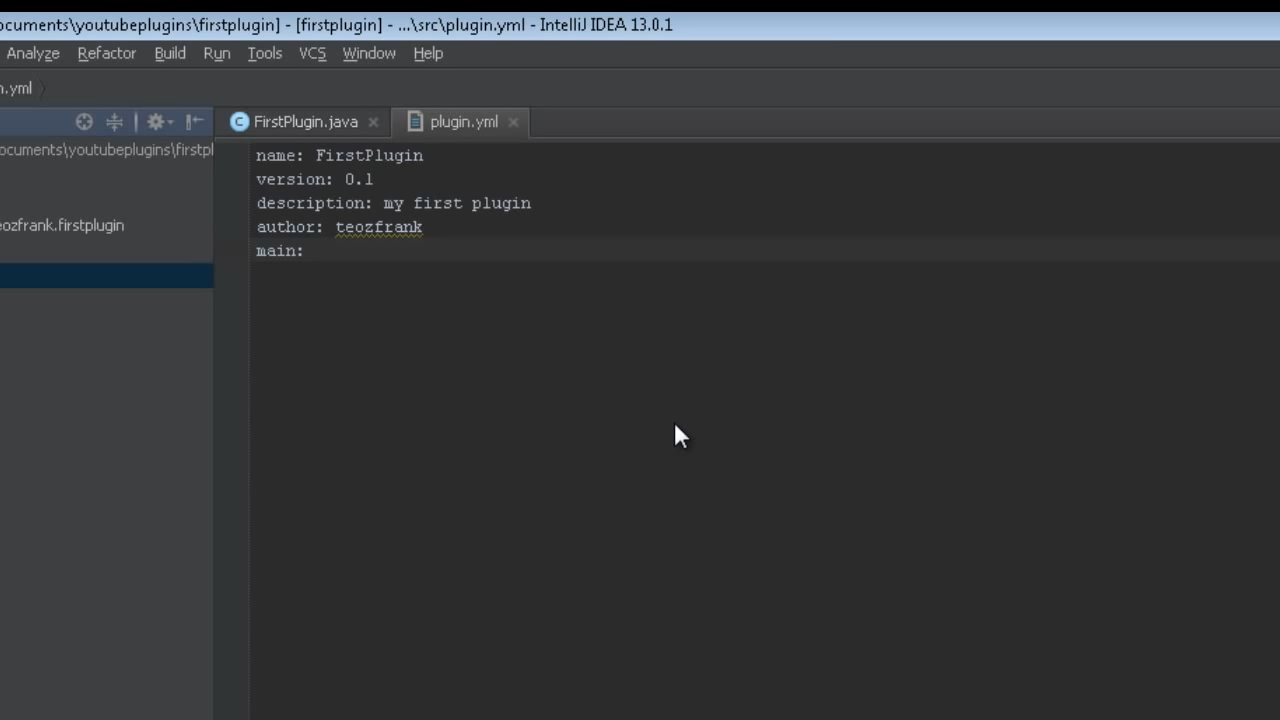 ocuments\youtubeplugins\firstplugin] - [firstplugin] - ...\src\plugin.yml - IntelliJ IDEA 13.0.1
Analyze Refactor Build Run Tools VCS Window Help
n.yml
FirstPlugin.java plugin.yml
ocuments\youtubeplugins\firstpl
eozfrank.firstplugin
name: FirstPlugin
version: 0.1
description: my first plugin
author: teozfrank
main: